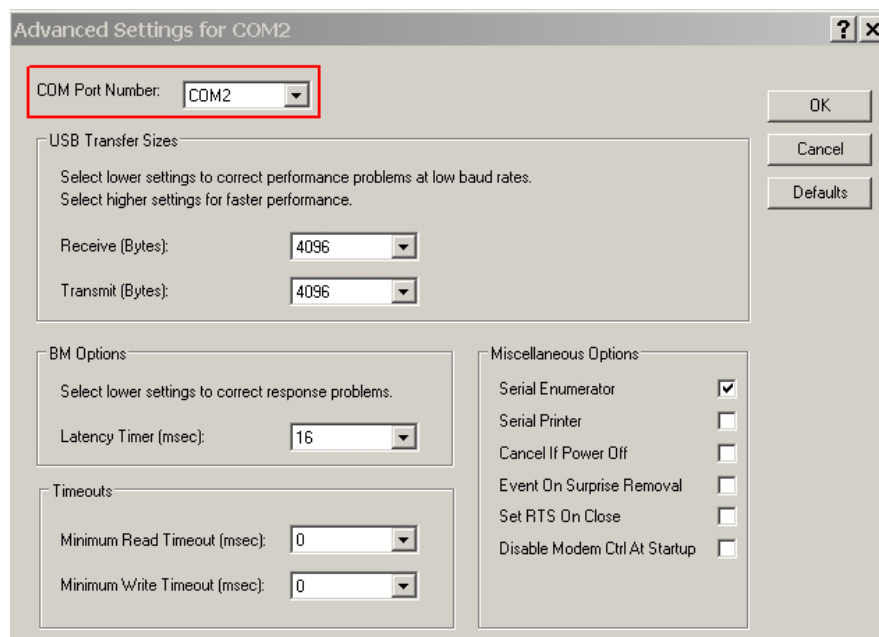 Advanced Settings for COM2
COM Port Number: COM2
OK
Cancel
Defaults
USB Transfer Sizes
Select lower settings to correct performance problems at low baud rates.
Select higher settings for faster performance.
Receive (Bytes): 4096
Transmit (Bytes): 4096
BM Options
Select lower settings to correct response problems.
Latency Timer (msec): 16
Timeouts
Minimum Read Timeout (msec): 0
Minimum Write Timeout (msec): 0
Miscellaneous Options
Serial Enumerator
Serial Printer
Cancel If Power Off
Event On Surprise Removal
Set RTS On Close
Disable Modem Ctrl At Startup